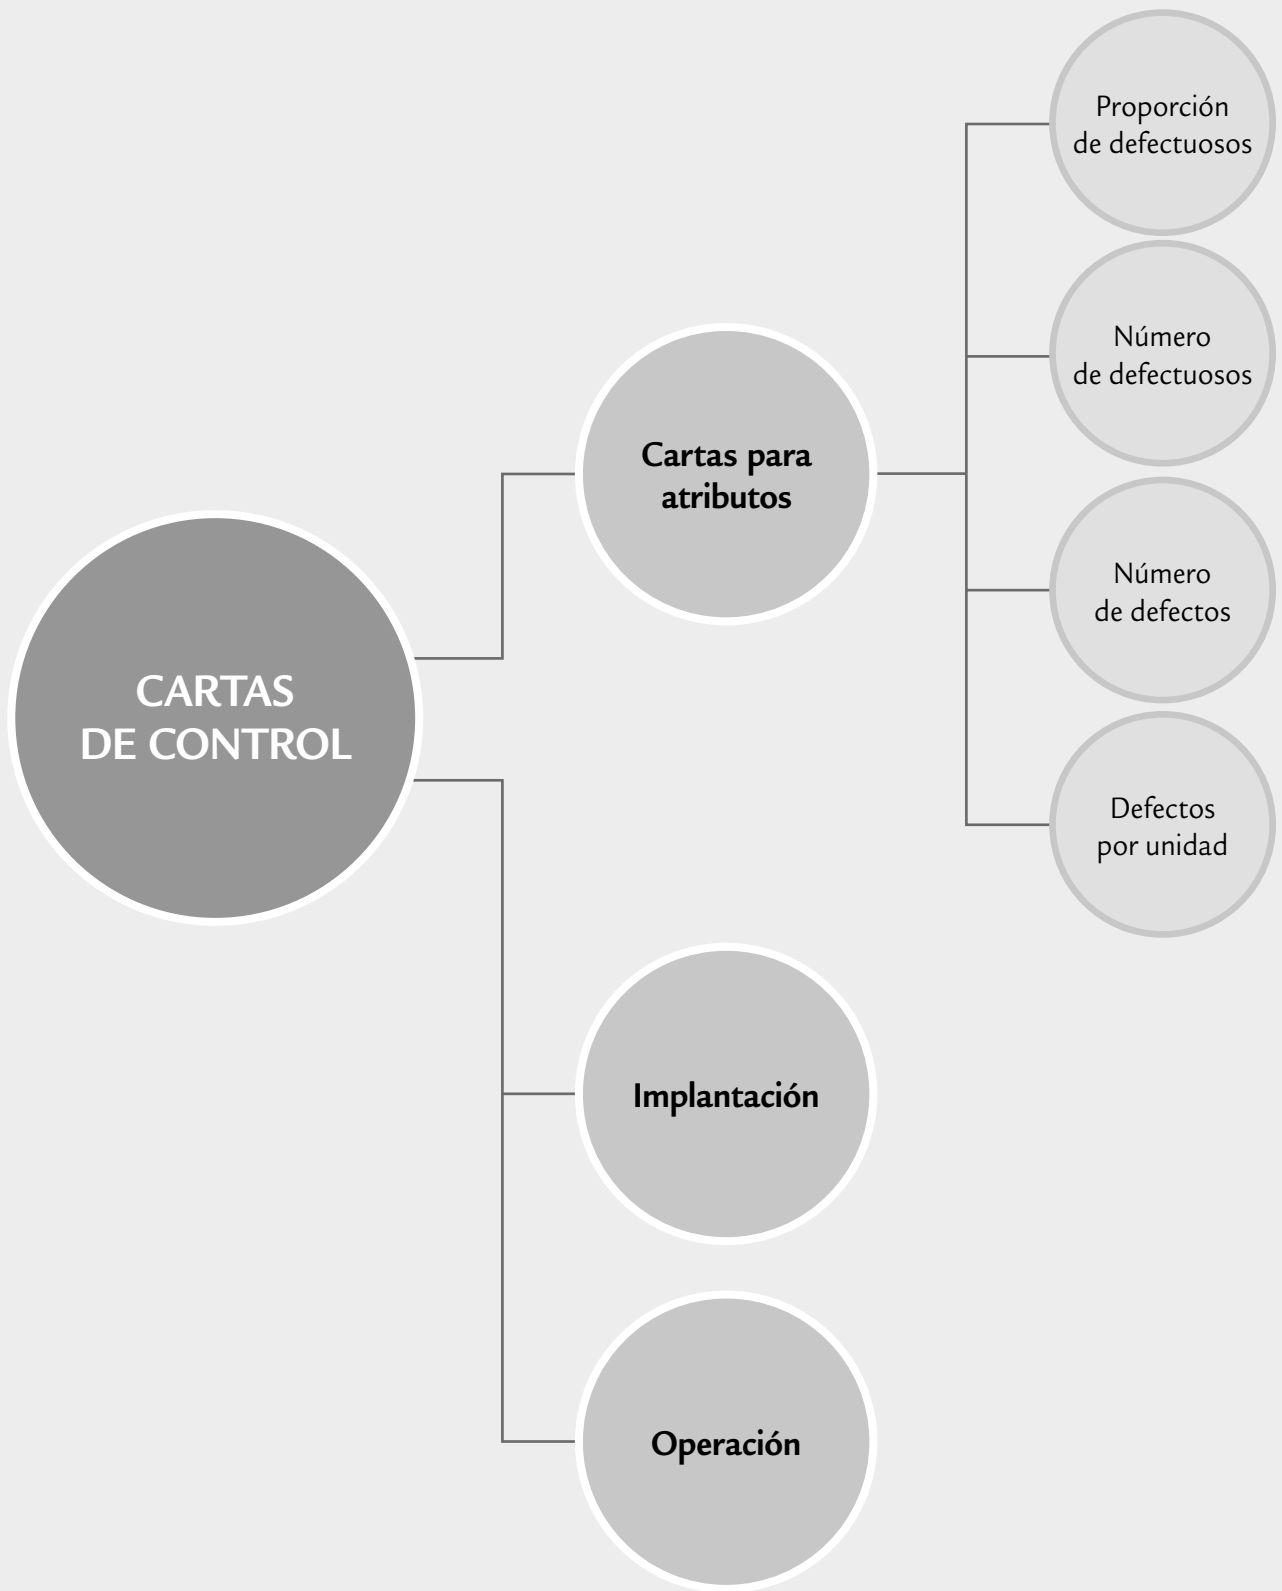 CARTAS
DE CONTROL
Cartas para
atributos
Proporción
de defectuosos
Número
de defectuosos
Número
de defectos
Defectos
por unidad
Implantación
Operación